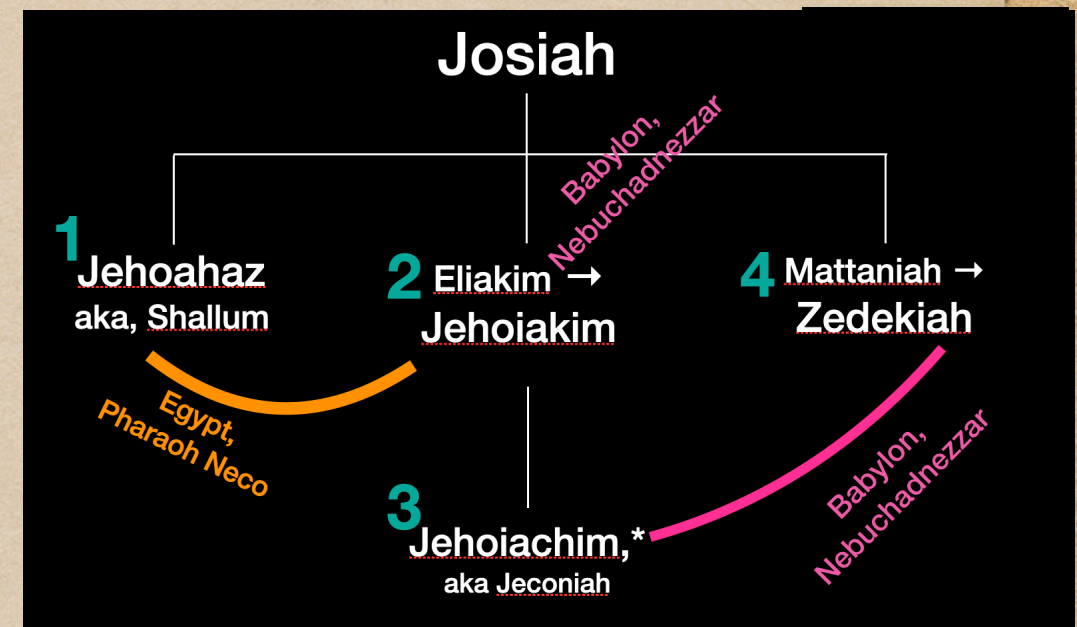 Josiah
Babylon,
Nebuchadnezzar
1
Jehoahaz
aka, Shallum
2 Eliakim →
Jehoiakim
4 Mattaniah →
Zedekiah
Egypt,
Pharaoh Neco
3
Jehoiachim,*
aka Jeconiah
Babylon,
Nebuchadnezzar